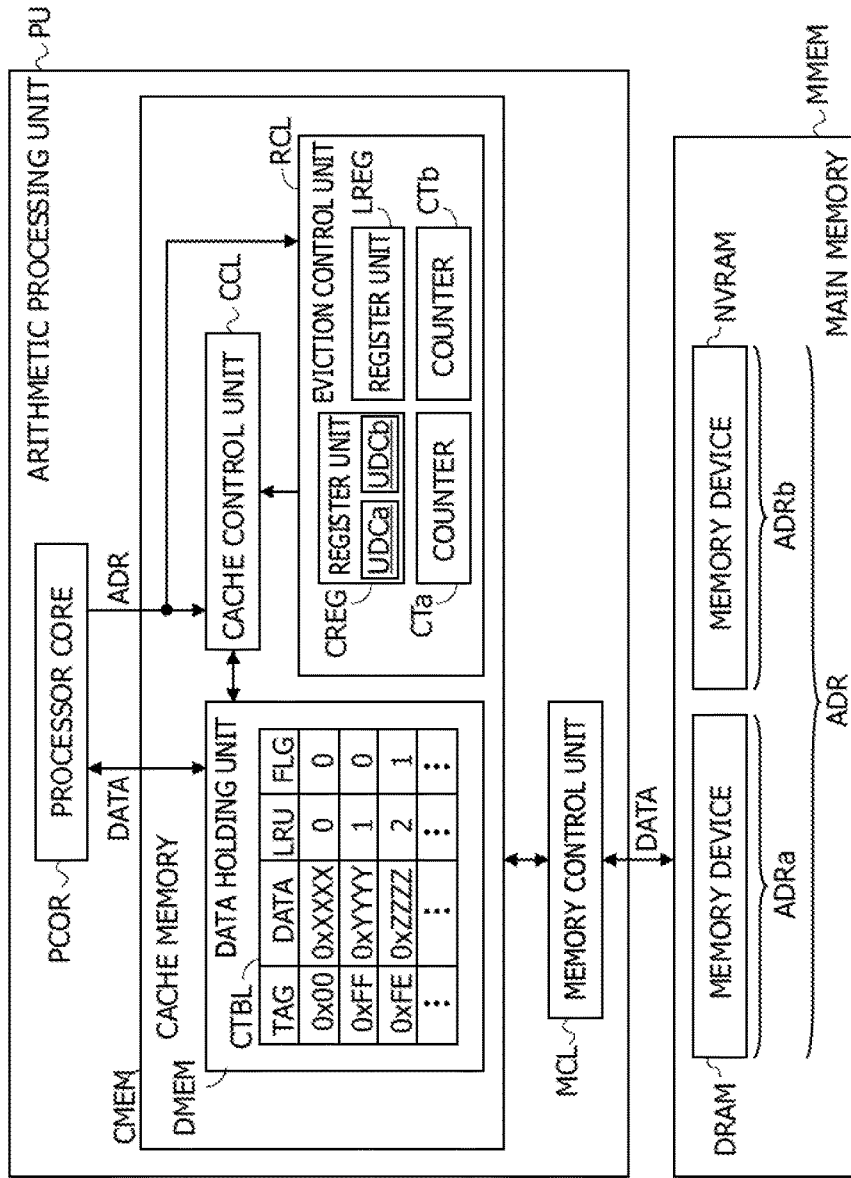 ARITHMETIC PROCESSING UNIT
PU
PROCESSOR CORE
PCOR
DATA
ADR
CMEM
CACHE MEMORY
DMEM
DATA HOLDING UNIT
CTBL
TAG DATA LRU FLG
0x00 0xXXXX 0 0
0xFF 0xYYYY 1 0
0xFE 0xZZZZ 2 1
⋮ ⋮ ⋮ ⋮
CACHE CONTROL UNIT
CCL
RCL
EVICTION CONTROL UNIT
CREG
REGISTER UNIT
UDCa UDCb
REGISTER UNIT
LREG
COUNTER
CTa
COUNTER
CTb
MEMORY CONTROL UNIT
MCL
DATA
MMEM
MAIN MEMORY
DRAM
MEMORY DEVICE
MEMORY DEVICE
NVRAM
ADRa
ADRb
ADR